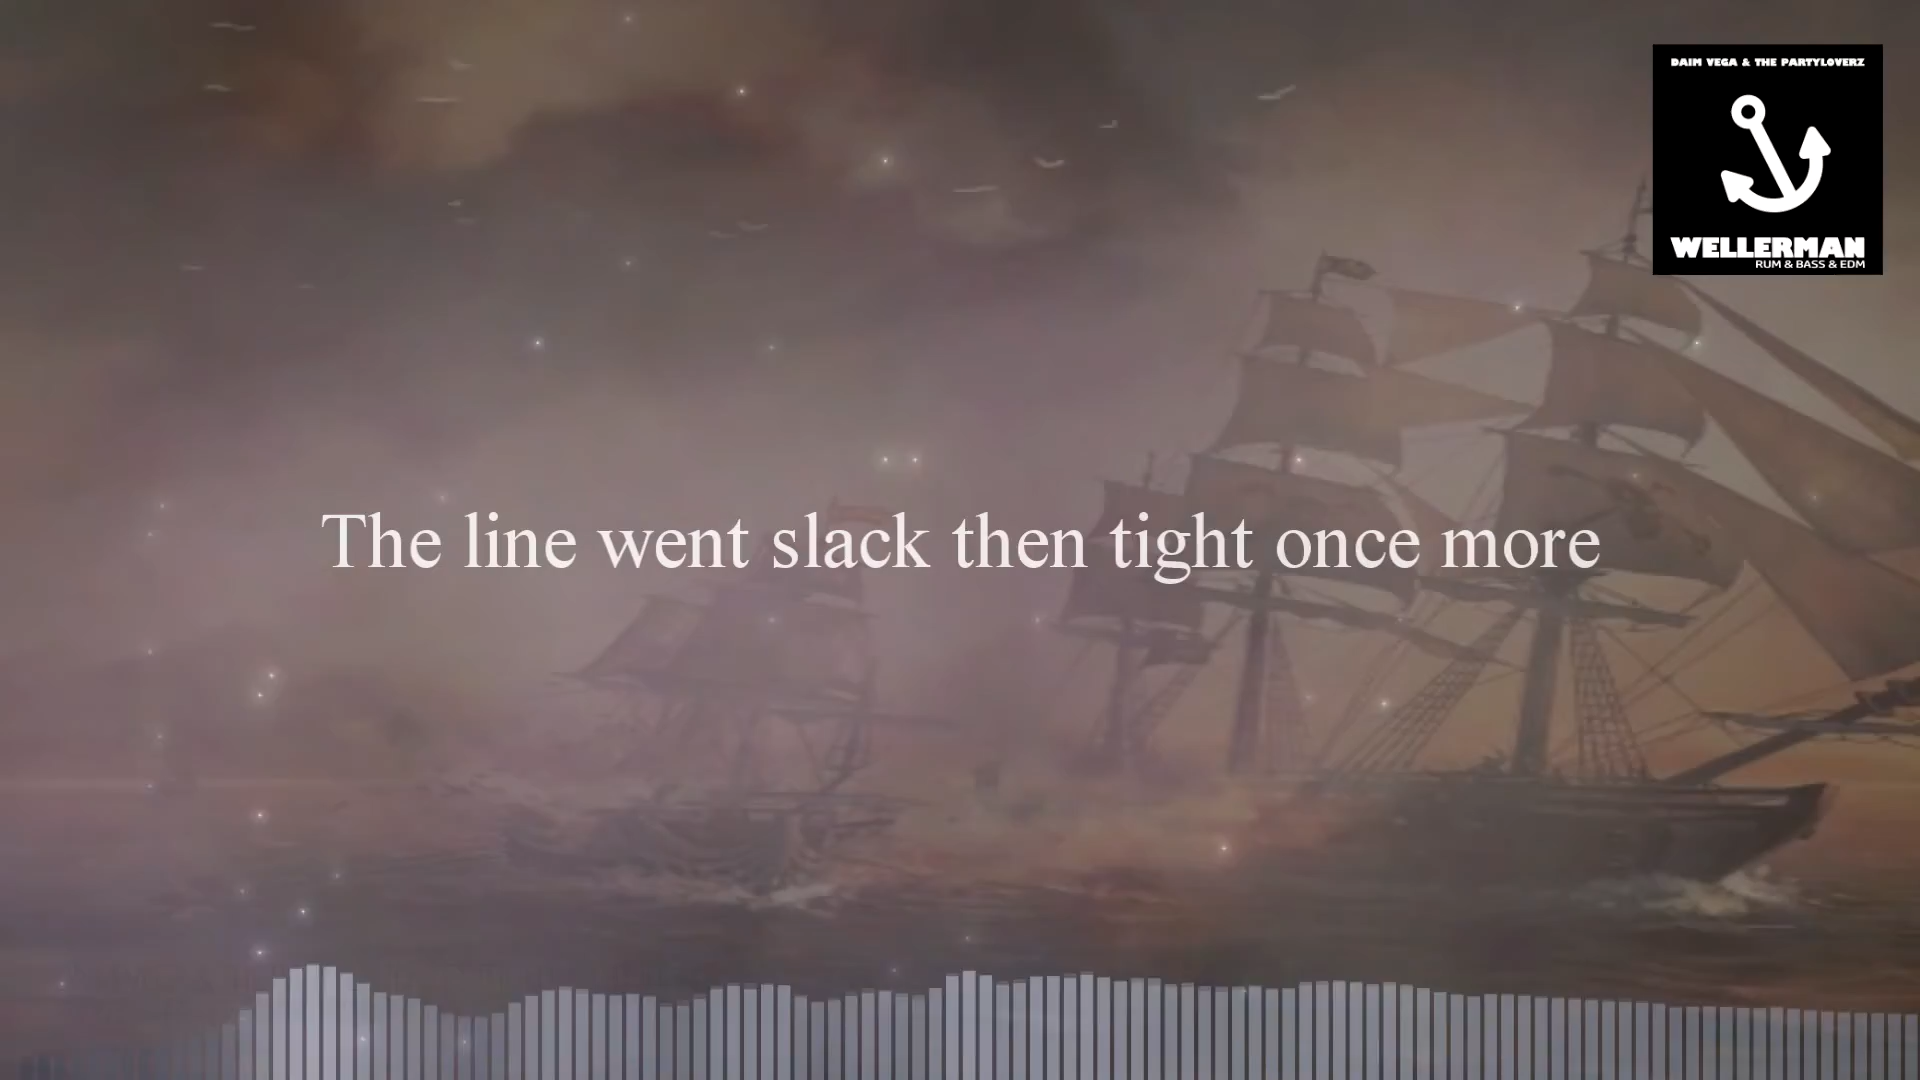 DAIM VEGA & THE PARTYLOVERZ
WELLERMAN
RUM & BASS & EDM
The line went slack then tight once more